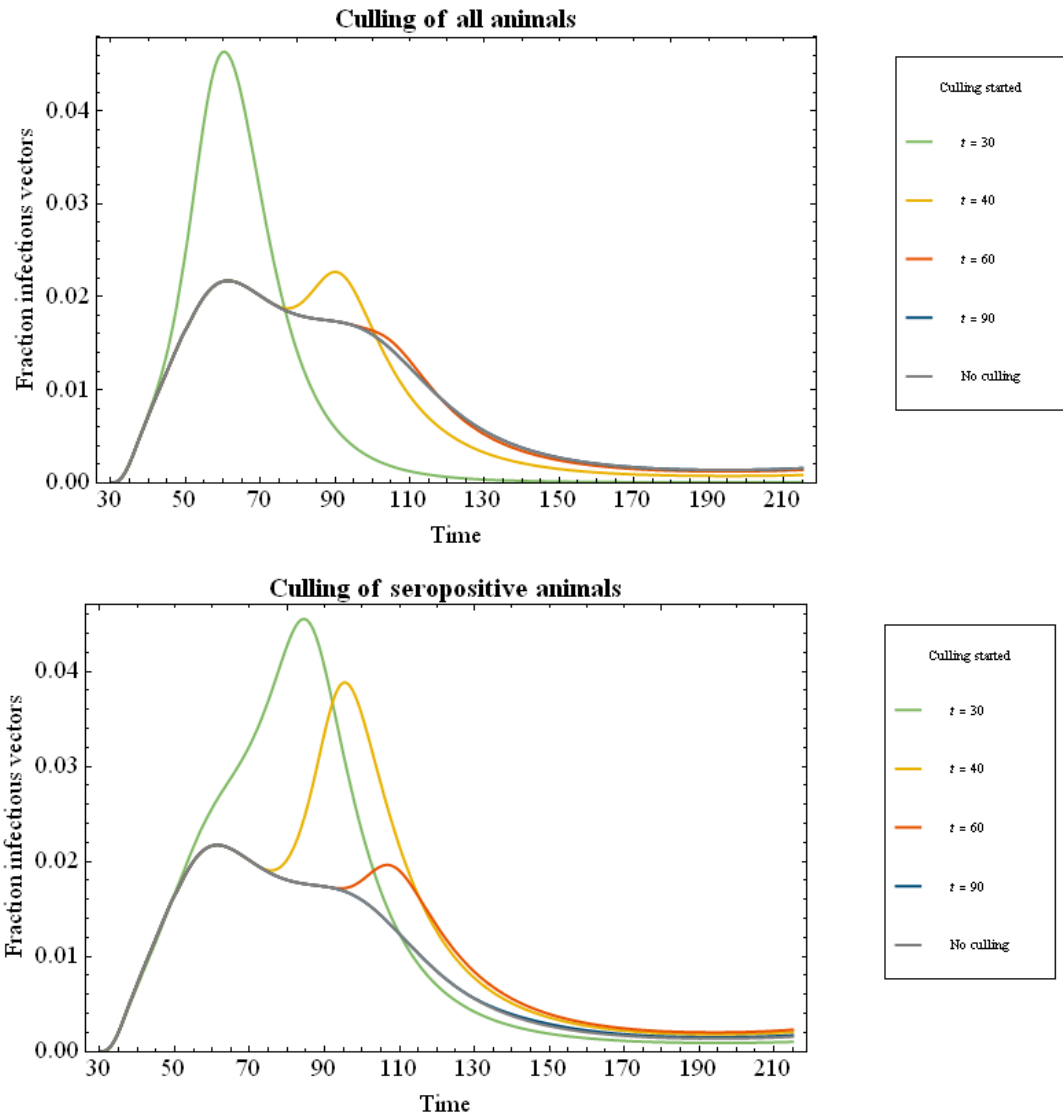 Culling of all animals
Fraction infectious vectors
0.04
0.03
0.02
0.01
0.00
30 50 70 90 110 130 150 170 190 210
Time
Culling started
t = 30
t = 40
t = 60
t = 90
No culling
Culling of seropositive animals
Fraction infectious vectors
0.04
0.03
0.02
0.01
0.00
30 50 70 90 110 130 150 170 190 210
Time
Culling started
t = 30
t = 40
t = 60
t = 90
No culling